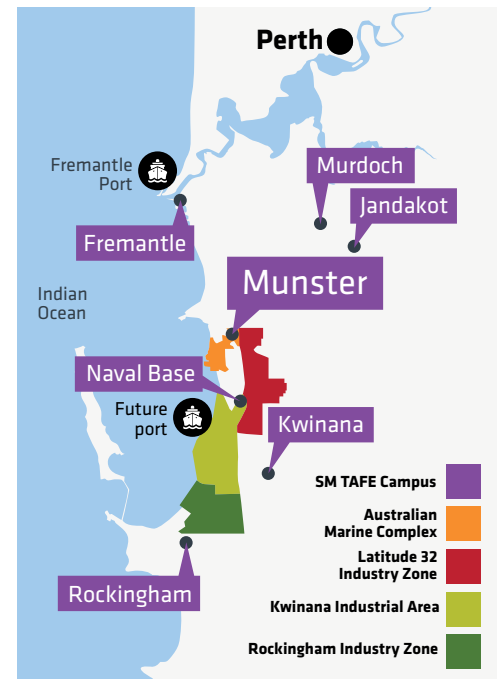 Perth
Fremantle
Port
Murdoch
Jandakot
Fremantle
Munster
Indian
Ocean
Naval Base
Future
port
Kwinana
SM TAFE Campus
Australian
Marine Complex
Latitude 32
Industry Zone
Rockingham
Kwinana Industrial Area
Rockingham Industry Zone